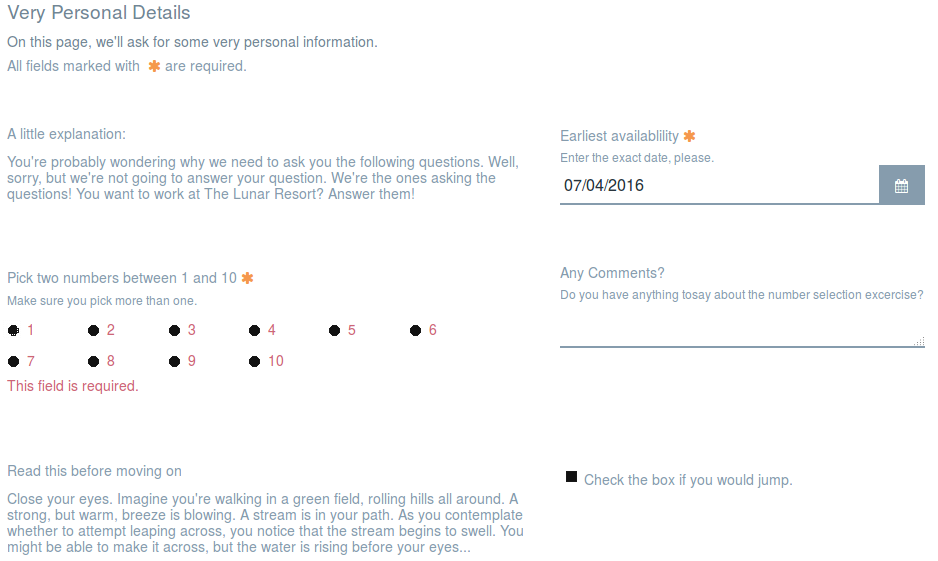 Very Personal Details
On this page, we'll ask for some very personal information.
All fields marked with ✱ are required.
A little explanation:
You're probably wondering why we need to ask you the following questions. Well,
sorry, but we're not going to answer your question. We're the ones asking the
questions! You want to work at The Lunar Resort? Answer them!
Earliest availablility ✱
Enter the exact date, please.
07/04/2016
Pick two numbers between 1 and 10 ✱
Make sure you pick more than one.
1 2 3 4 5 6
7 8 9 10
This field is required.
Any Comments?
Do you have anything tosay about the number selection excercise?
Read this before moving on
Close your eyes. Imagine you're walking in a green field, rolling hills all around. A
strong, but warm, breeze is blowing. A stream is in your path. As you contemplate
whether to attempt leaping across, you notice that the stream begins to swell. You
might be able to make it across, but the water is rising before your eyes...
Check the box if you would jump.